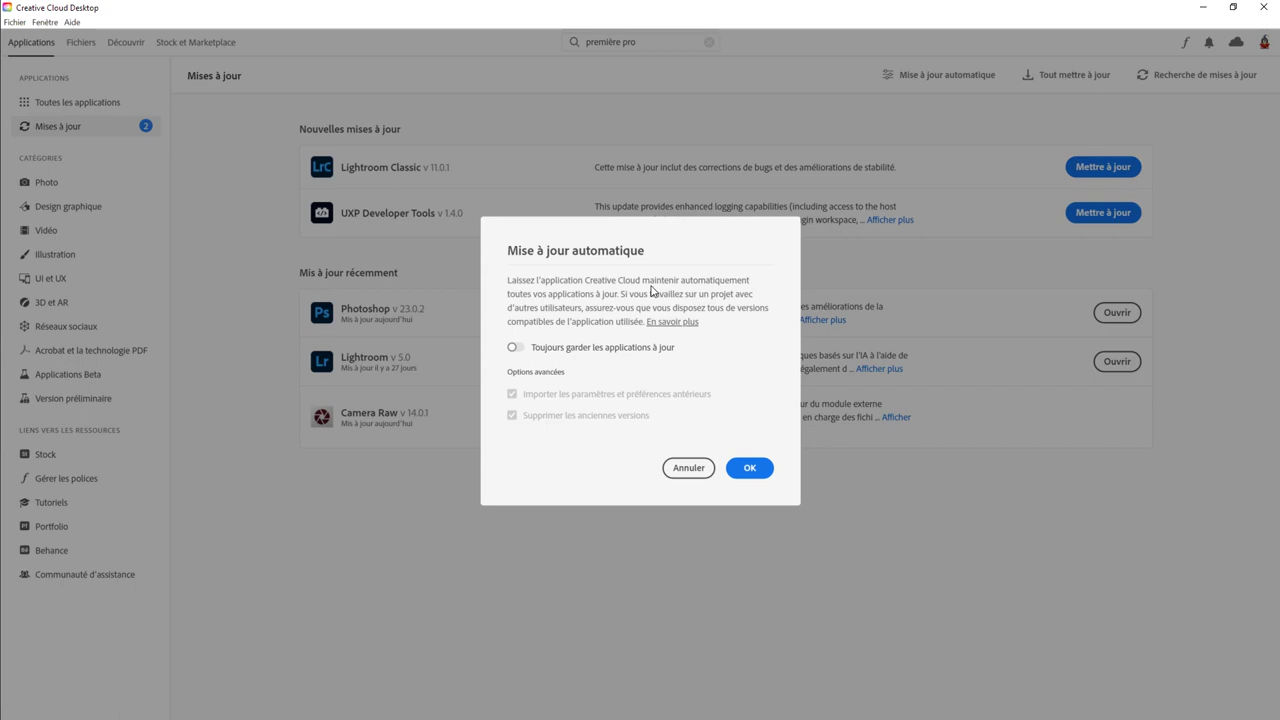 Creative Cloud Desktop
Fichier Fenêtre Aide
Applications Fichiers Découvrir Stock et Marketplace
première pro
APPLICATIONS
Toutes les applications
Mises à jour 2
CATÉGORIES
Photo
Design graphique
Vidéo
Illustration
UI et UX
3D et AR
Réseaux sociaux
Acrobat et la technologie PDF
Applications Beta
Version préliminaire
LIENS VERS LES RESSOURCES
Stock
Gérer les polices
Tutoriels
Portfolio
Behance
Communauté d'assistance
Mises à jour
Mise à jour automatique
Tout mettre à jour
Recherche de mises à jour
Nouvelles mises à jour
LrC Lightroom Classic v 11.0.1
Cette mise à jour inclut des corrections de bugs et des améliorations de stabilité.
Mettre à jour
UXP Developer Tools v 1.4.0
This update provides enhanced logging capabilities (including access to the host
gin workspace, ... Afficher plus
Mettre à jour
Mis à jour récemment
Ps Photoshop v 23.0.2
Mis à jour aujourd'hui
es améliorations de la
Afficher plus
Ouvrir
Lr Lightroom v 5.0
Mis à jour il y a 27 jours
ques basés sur l'IA à l'aide de
également d ... Afficher plus
Ouvrir
Camera Raw v 14.0.1
Mis à jour aujourd'hui
ur du module externe
en charge des fichi ... Afficher
Mise à jour automatique
Laissez l'application Creative Cloud maintenir automatiquement
toutes vos applications à jour. Si vous travaillez sur un projet avec
d'autres utilisateurs, assurez-vous que vous disposez tous de versions
compatibles de l'application utilisée. En savoir plus
Toujours garder les applications à jour
Options avancées
Importer les paramètres et préférences antérieurs
Supprimer les anciennes versions
Annuler OK